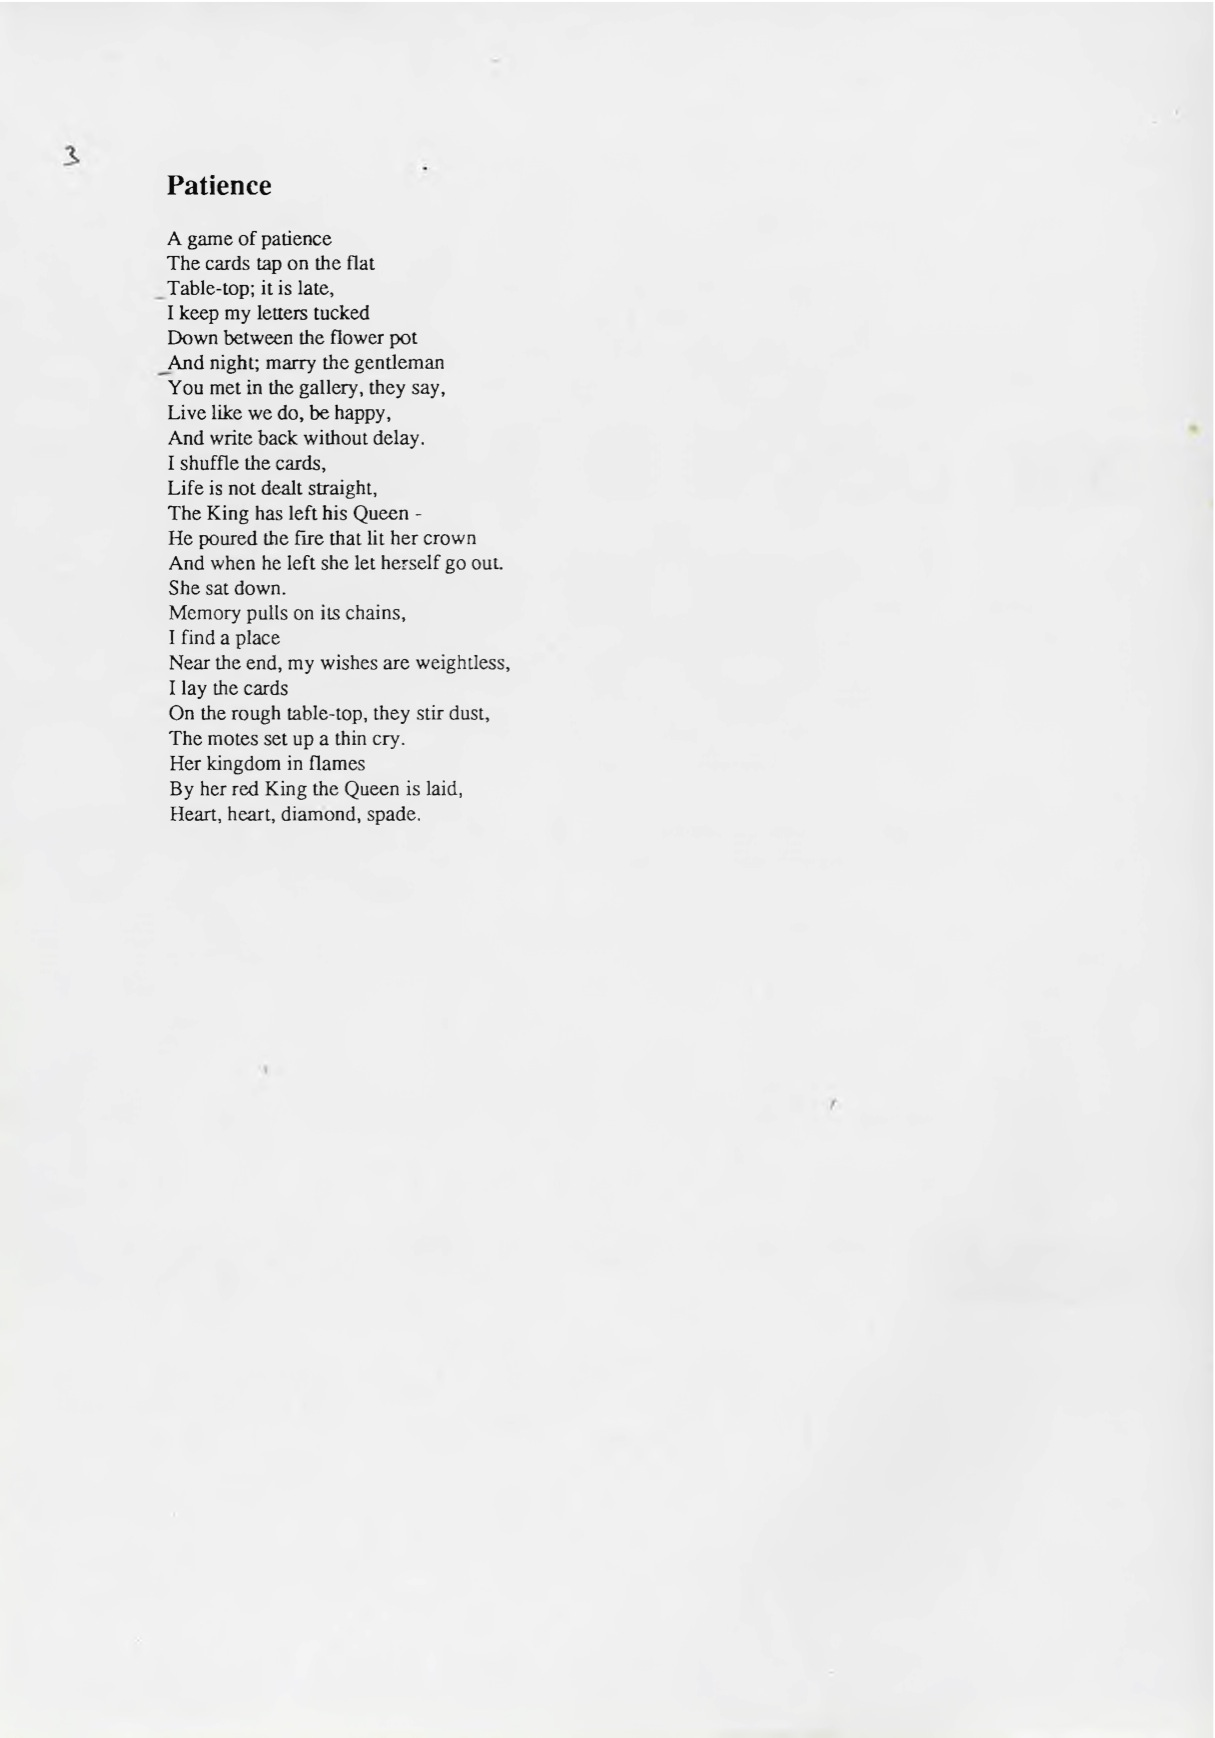 3
Patience
A game of patience
The cards tap on the flat
Table-top; it is late,
I keep my letters tucked
Down between the flower pot
And night; marry the gentleman
You met in the gallery, they say,
Live like we do, be happy,
And write back without delay.
I shuffle the cards,
Life is not dealt straight,
The King has left his Queen -
He poured the fire that lit her crown
And when he left she let herself go out.
She sat down.
Memory pulls on its chains,
I find a place
Near the end, my wishes are weightless,
I lay the cards
On the rough table-top, they stir dust,
The motes set up a thin cry.
Her kingdom in flames
By her red King the Queen is laid,
Heart, heart, diamond, spade.